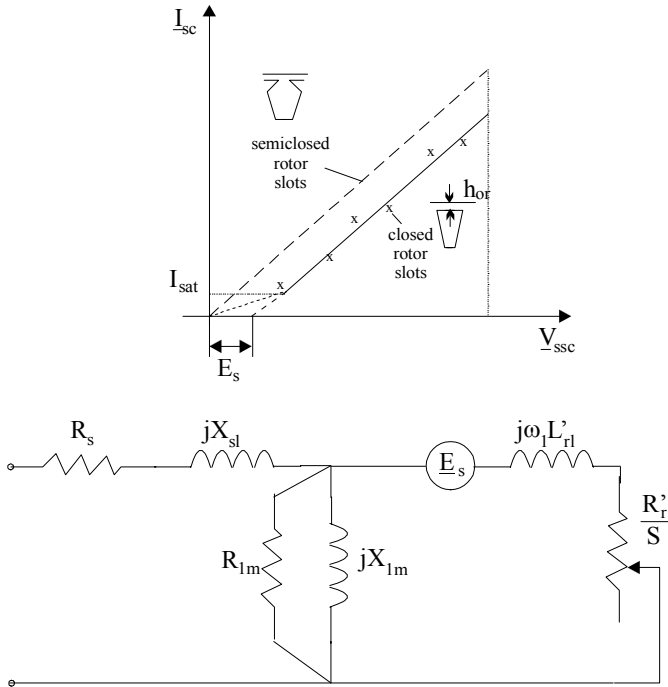 I_sc
semiclosed
rotor
slots
x
x
h_or
x
x
closed
rotor
slots
x
x
I_sat
V_ssc
E_s
R_s
jX_sl
jω_1L'_rl
E_s
R'_r
S
R_1m
jX_1m